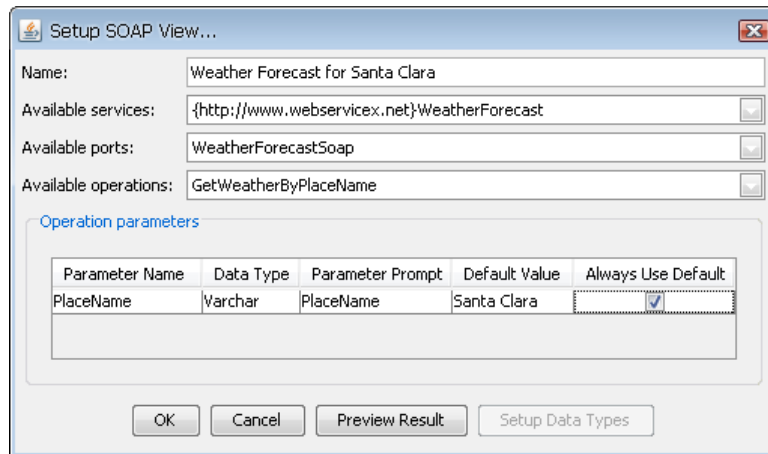 Setup SOAP View...
Name: Weather Forecast for Santa Clara
Available services: {http://www.webservicex.net}WeatherForecast
Available ports: WeatherForecastSoap
Available operations: GetWeatherByPlaceName
Operation parameters
Parameter Name Data Type Parameter Prompt Default Value Always Use Default
PlaceName Varchar PlaceName Santa Clara
OK Cancel Preview Result Setup Data Types